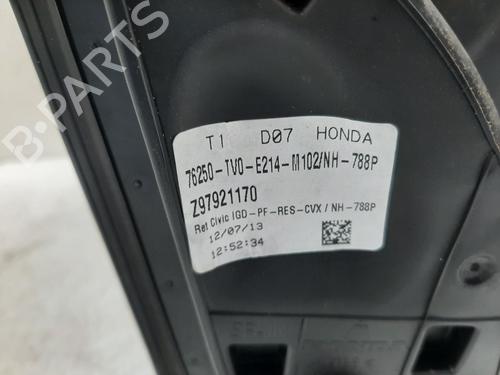 B-PARTS
T1 D07 HONDA
76250-TV0-E214-M102/NH-788P
Z97921170
Ret Civic IGD-PF-RES-CVX / NH-788P
12/07/13
12:52:34